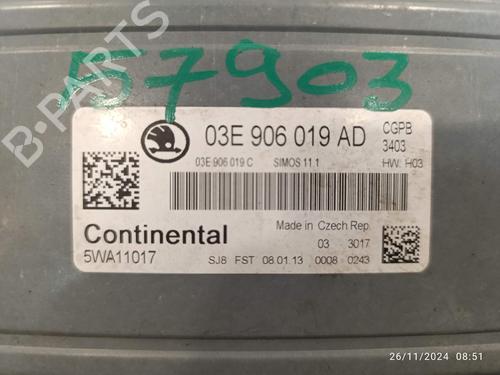 57903
03E 906 019 AD
CGPB
3403
03E 906 019 C
SIMOS 11.1
HW: H03
Continental
5WA11017
Made in Czech Rep.
03 3017
SJ8 FST 08.01.13 0008 0243
B-PARTS
26/11/2024 08:51